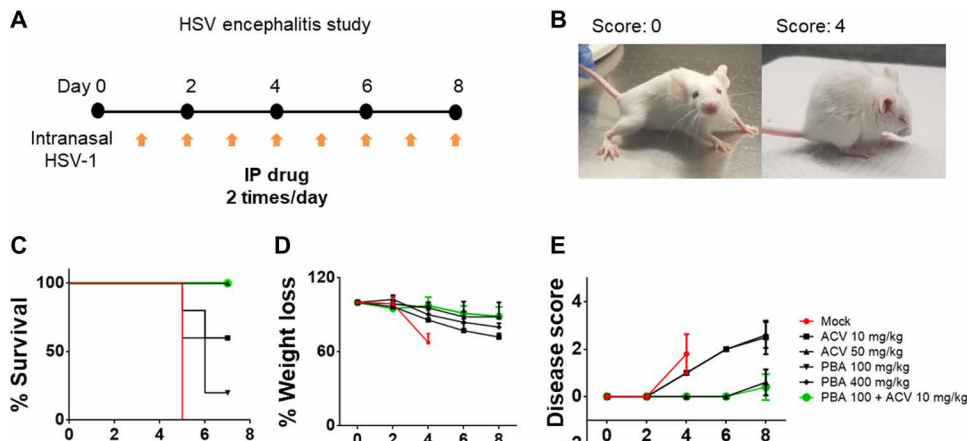 A
HSV encephalitis study
Day 0 2 4 6 8
Intranasal
HSV-1
IP drug
2 times/day
B
Score: 0 Score: 4
C
% Survival
100
50
0
0 2 4 6 8
D
% Weight loss
120
60
0
0 2 4 6 8
E
Disease score
4
2
0
2
0 2 4 6 8
Mock
ACV 10 mg/kg
ACV 50 mg/kg
PBA 100 mg/kg
PBA 400 mg/kg
PBA 100 + ACV 10 mg/kg